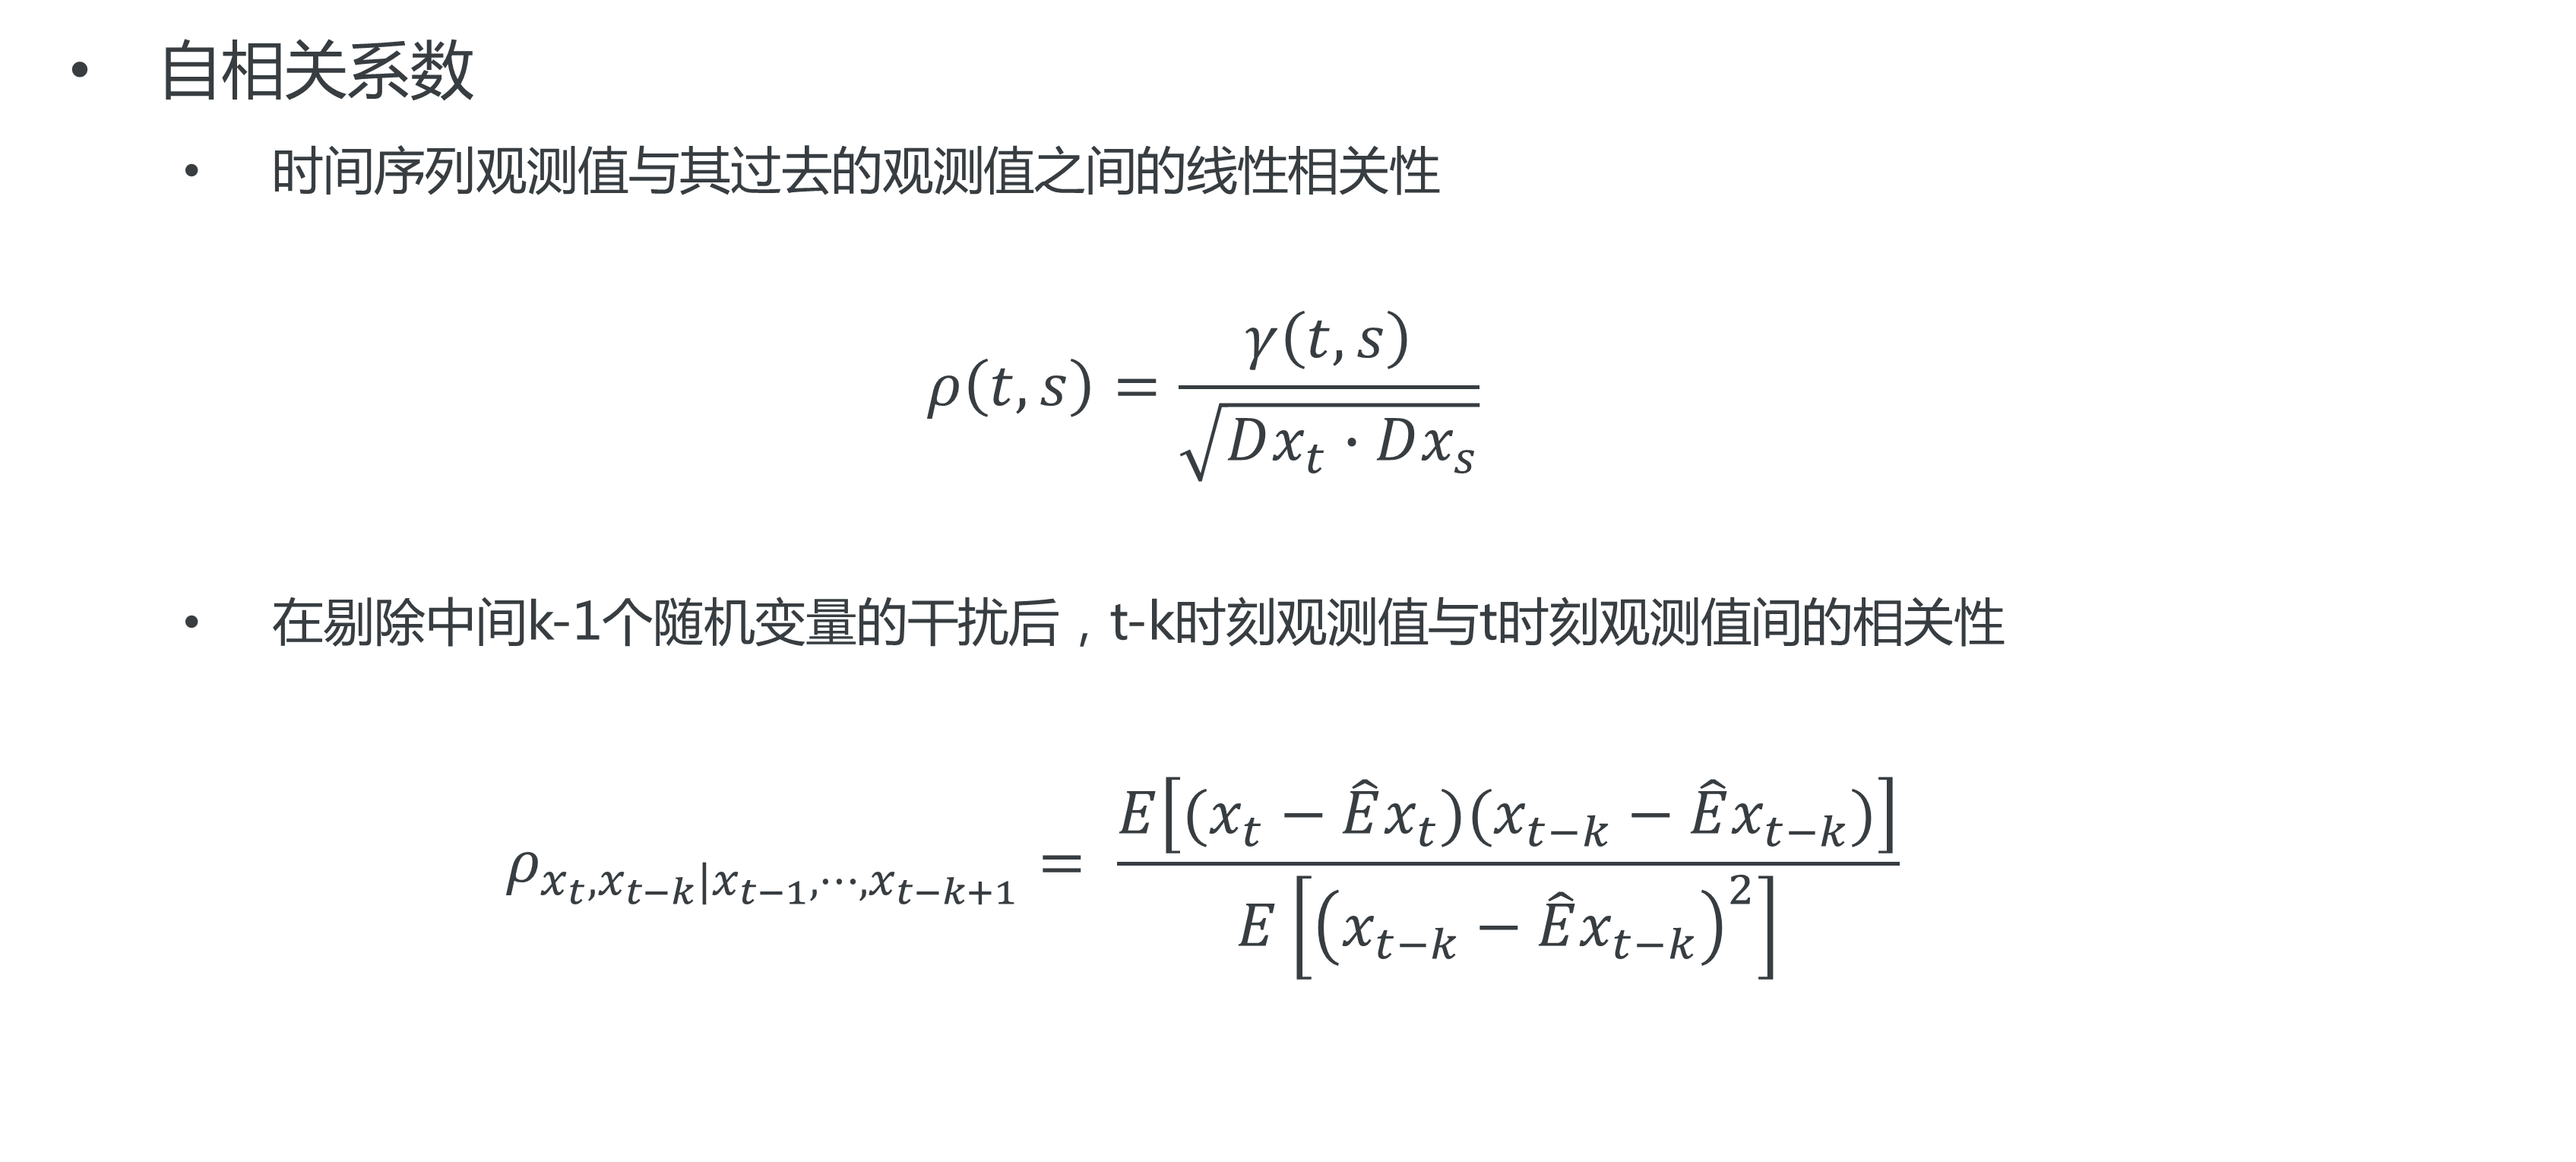 • 自相关系数
• 时间序列观测值与其过去的观测值之间的线性相关性
ρ(t, s) = γ(t, s) / √(Dx_t · Dx_s)
• 在剔除中间k-1个随机变量的干扰后，t-k时刻观测值与t时刻观测值间的相关性
ρ_{x_t,x_{t−k}|x_{t−1},⋯,x_{t−k+1}} = E[(x_t − Êx_t)(x_{t−k} − Êx_{t−k})] / E[(x_{t−k} − Êx_{t−k})²]